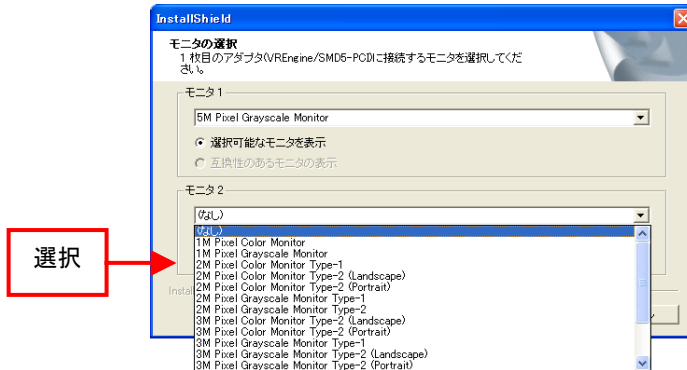 InstallShield
モニタの選択
1 枚目のアダプタ(VREngine/SMD5-PCI)に接続するモニタを選択してくだ
さい。
モニタ 1
5M Pixel Grayscale Monitor
選択可能なモニタを表示
互換性のあるモニタの表示
モニタ 2
(なし)
(なし)
1M Pixel Color Monitor
1M Pixel Grayscale Monitor
2M Pixel Color Monitor Type-1
2M Pixel Color Monitor Type-2 (Landscape)
2M Pixel Color Monitor Type-2 (Portrait)
2M Pixel Grayscale Monitor Type-1
2M Pixel Grayscale Monitor Type-2
3M Pixel Color Monitor Type-2 (Landscape)
3M Pixel Color Monitor Type-2 (Portrait)
3M Pixel Grayscale Monitor Type-1
3M Pixel Grayscale Monitor Type-2 (Landscape)
3M Pixel Grayscale Monitor Type-2 (Portrait)
選択
Instal